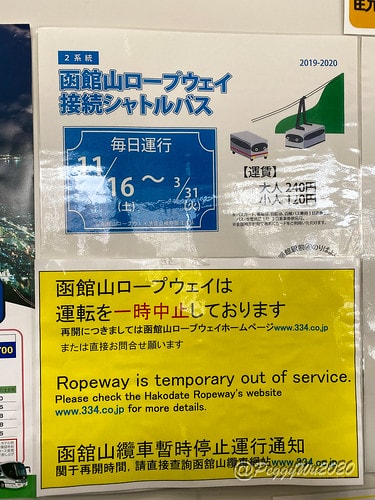 2系統
2019-2020
函館山ロープウェイ
接続シャトルバス
毎日運行
11/16(土) ～ 3/31(火)
【運賃】
大人 240円
小人 120円
函館山ロープウェイは
運転を一時中止しております
再開につきましては函館山ロープウェイホームページwww.334.co.jp
または直接お問合せ願います
Ropeway is temporary out of service.
Please check the Hakodate Ropeway's website
www.334.co.jp for more details.
函館山纜車暫時停止運行通知
関于再開時間，請直接査詢函館山纜車
@PeggyWu2020
700